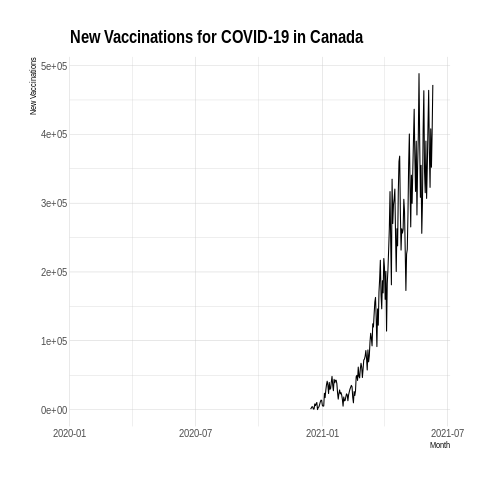 New Vaccinations for COVID-19 in Canada
New Vaccinations
5e+05
4e+05
3e+05
2e+05
1e+05
0e+00
2020-01 2020-07 2021-01 2021-07
Month